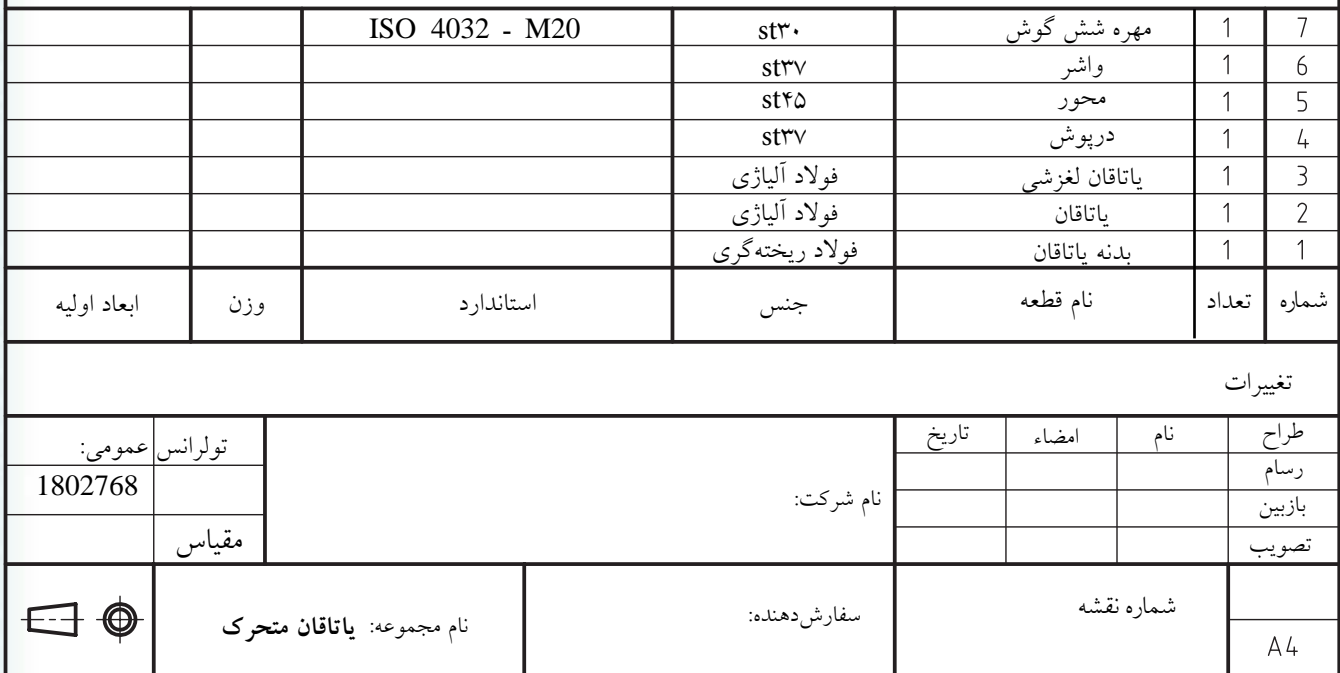 7 1 مهره شش گوش st۳۰ ISO 4032 - M20
6 1 واشر st۳۷
5 1 محور st۴۵
4 1 درپوش st۳۷
3 1 یاتاقان لغزشی فولاد آلیاژی
2 1 یاتاقان فولاد آلیاژی
1 1 بدنه یاتاقان فولاد ریخته‌گری
شماره تعداد نام قطعه جنس استاندارد وزن ابعاد اولیه
تغییرات
طراح نام امضاء تاریخ
رسام
بازبین
تصویب
نام شرکت:
تولرانس عمومی:
1802768
مقیاس
شماره نقشه
A4
سفارش‌دهنده:
نام مجموعه: یاتاقان متحرک